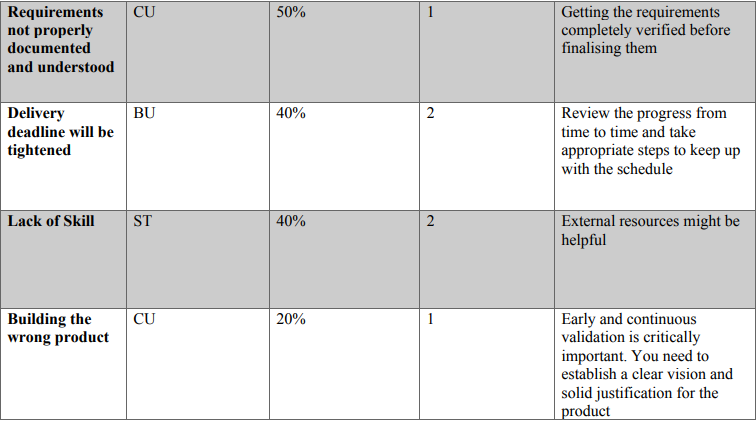 Requirements not properly documented and understood CU 50% 1 Getting the requirements completely verified before finalising them
Delivery deadline will be tightened BU 40% 2 Review the progress from time to time and take appropriate steps to keep up with the schedule
Lack of Skill ST 40% 2 External resources might be helpful
Building the wrong product CU 20% 1 Early and continuous validation is critically important. You need to establish a clear vision and solid justification for the product